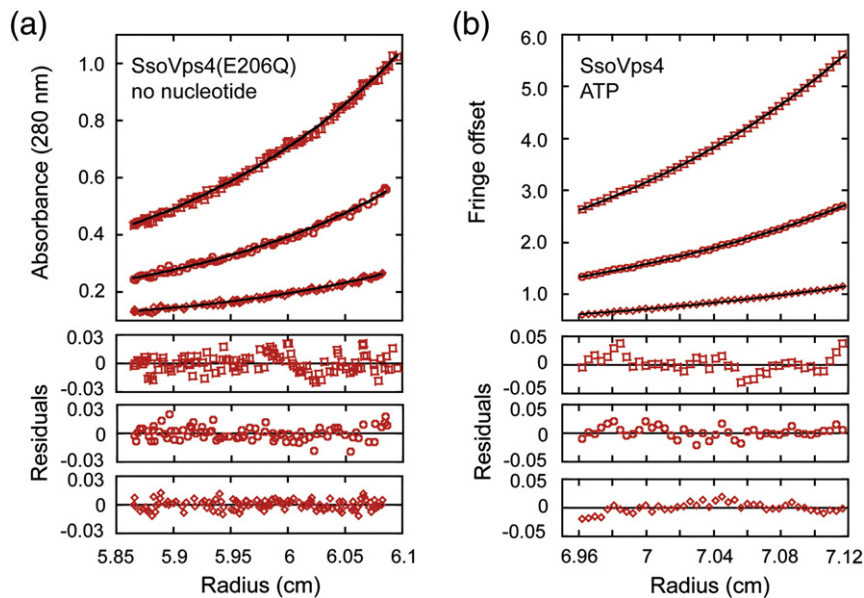 (a)
SsoVps4(E206Q)
no nucleotide
Absorbance (280 nm)
1.0
0.8
0.6
0.4
0.2
0.03
0
-0.03
0.03
0
-0.03
0.03
0
-0.03
Residuals
5.85 5.9 5.95 6 6.05 6.1
Radius (cm)
(b)
SsoVps4
ATP
Fringe offset
6.0
5.0
4.0
3.0
2.0
1.0
0.05
0
-0.05
0.05
0
-0.05
0.05
0
-0.05
Residuals
6.96 7 7.04 7.08 7.12
Radius (cm)